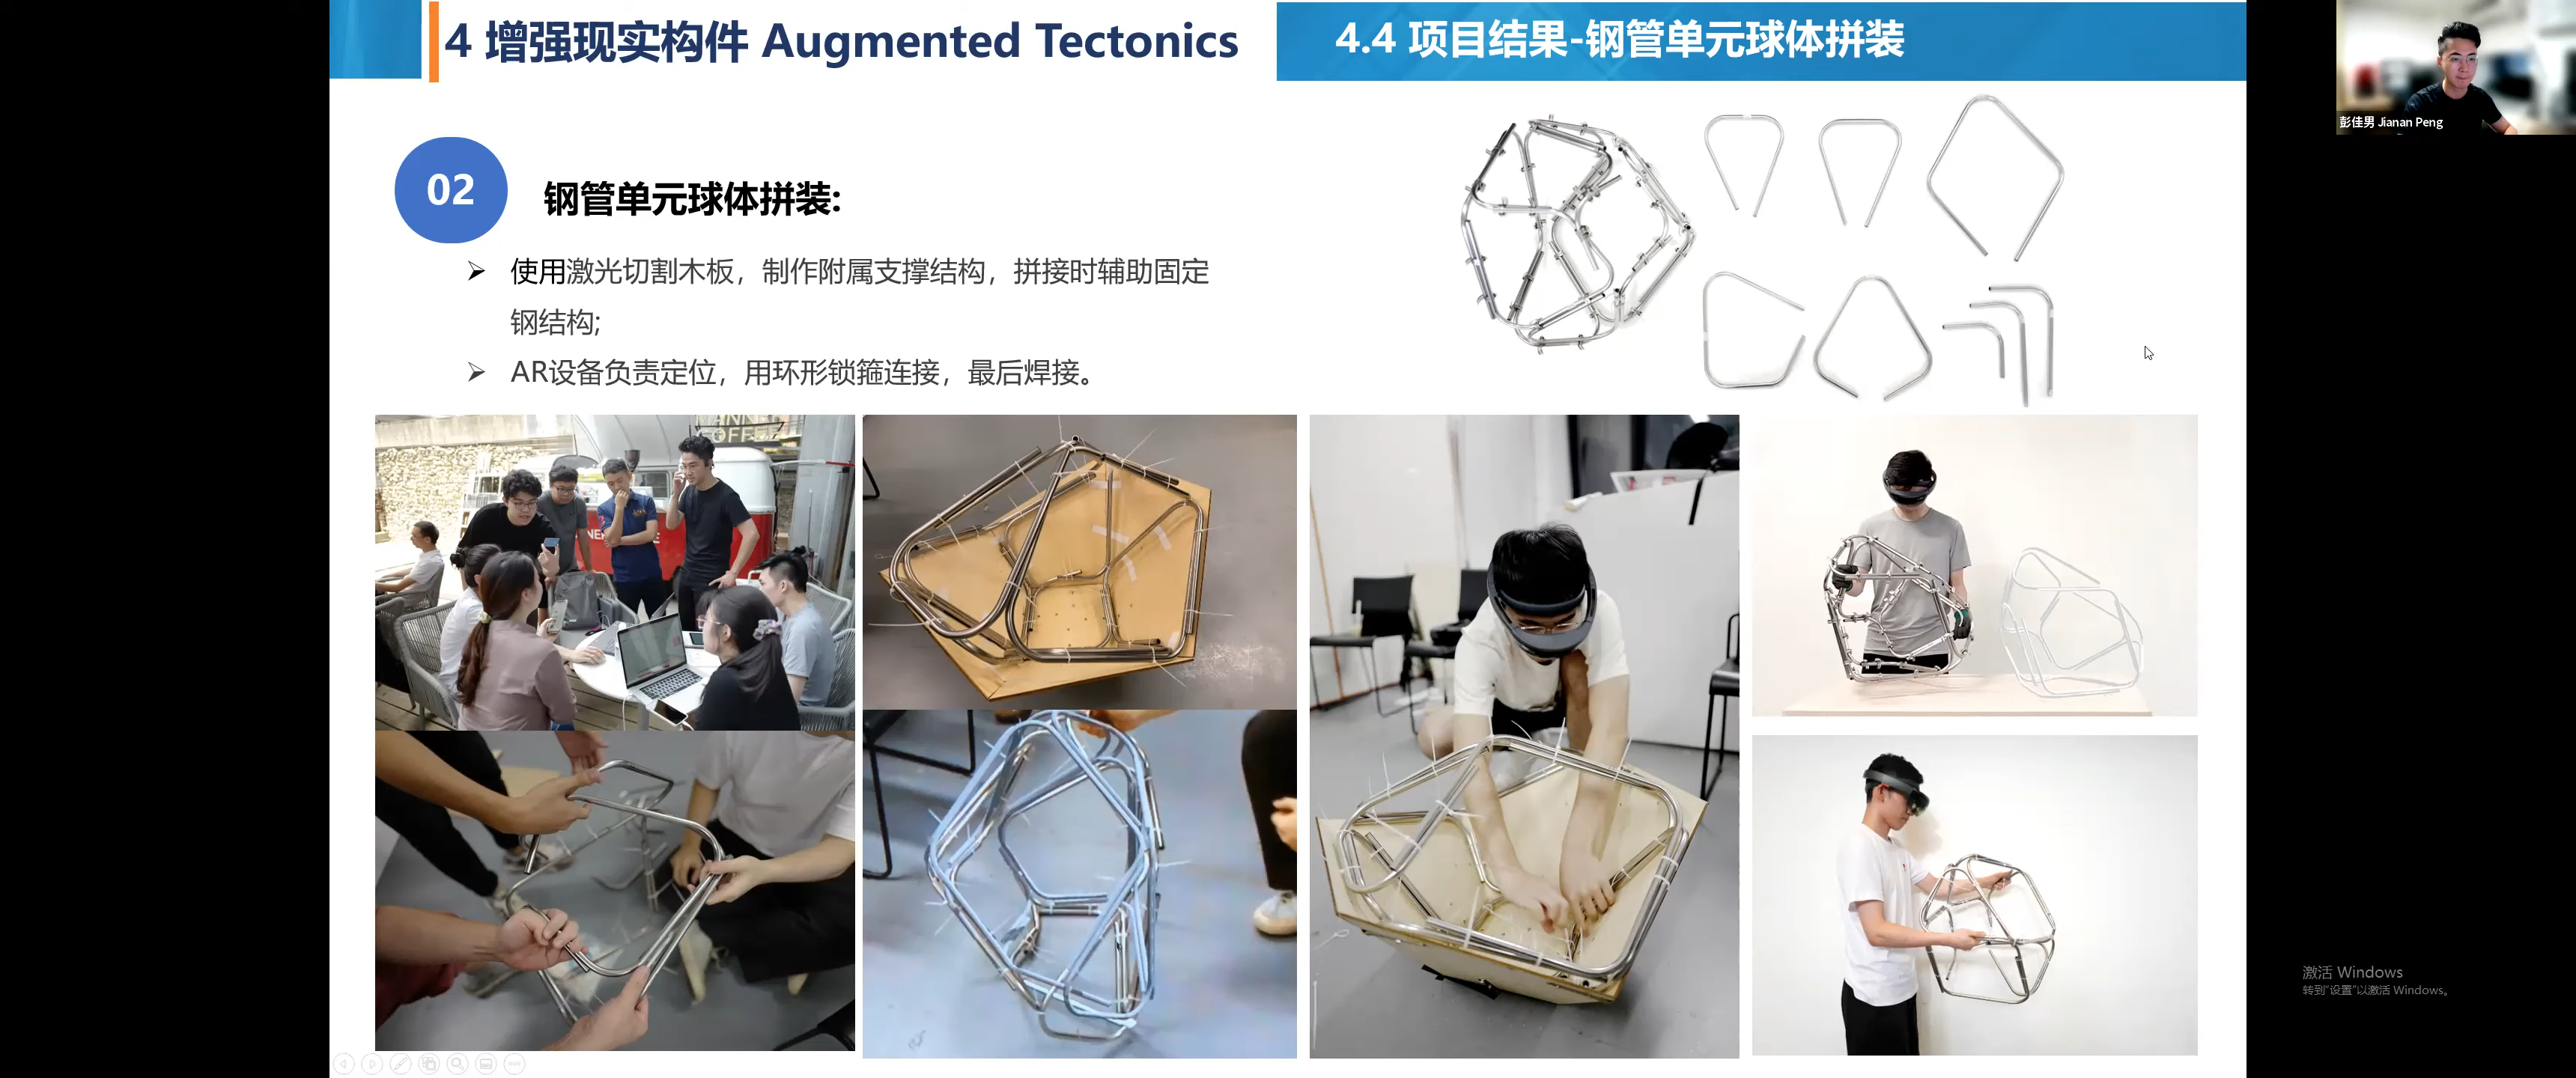 4 增强现实构件 Augmented Tectonics
4.4 项目结果-钢管单元球体拼装
彭佳男 Jianan Peng
02
钢管单元球体拼装:
使用激光切割木板，制作附属支撑结构，拼接时辅助固定
钢结构;
AR设备负责定位，用环形锁箍连接，最后焊接。
激活 Windows
转到"设置"以激活 Windows。